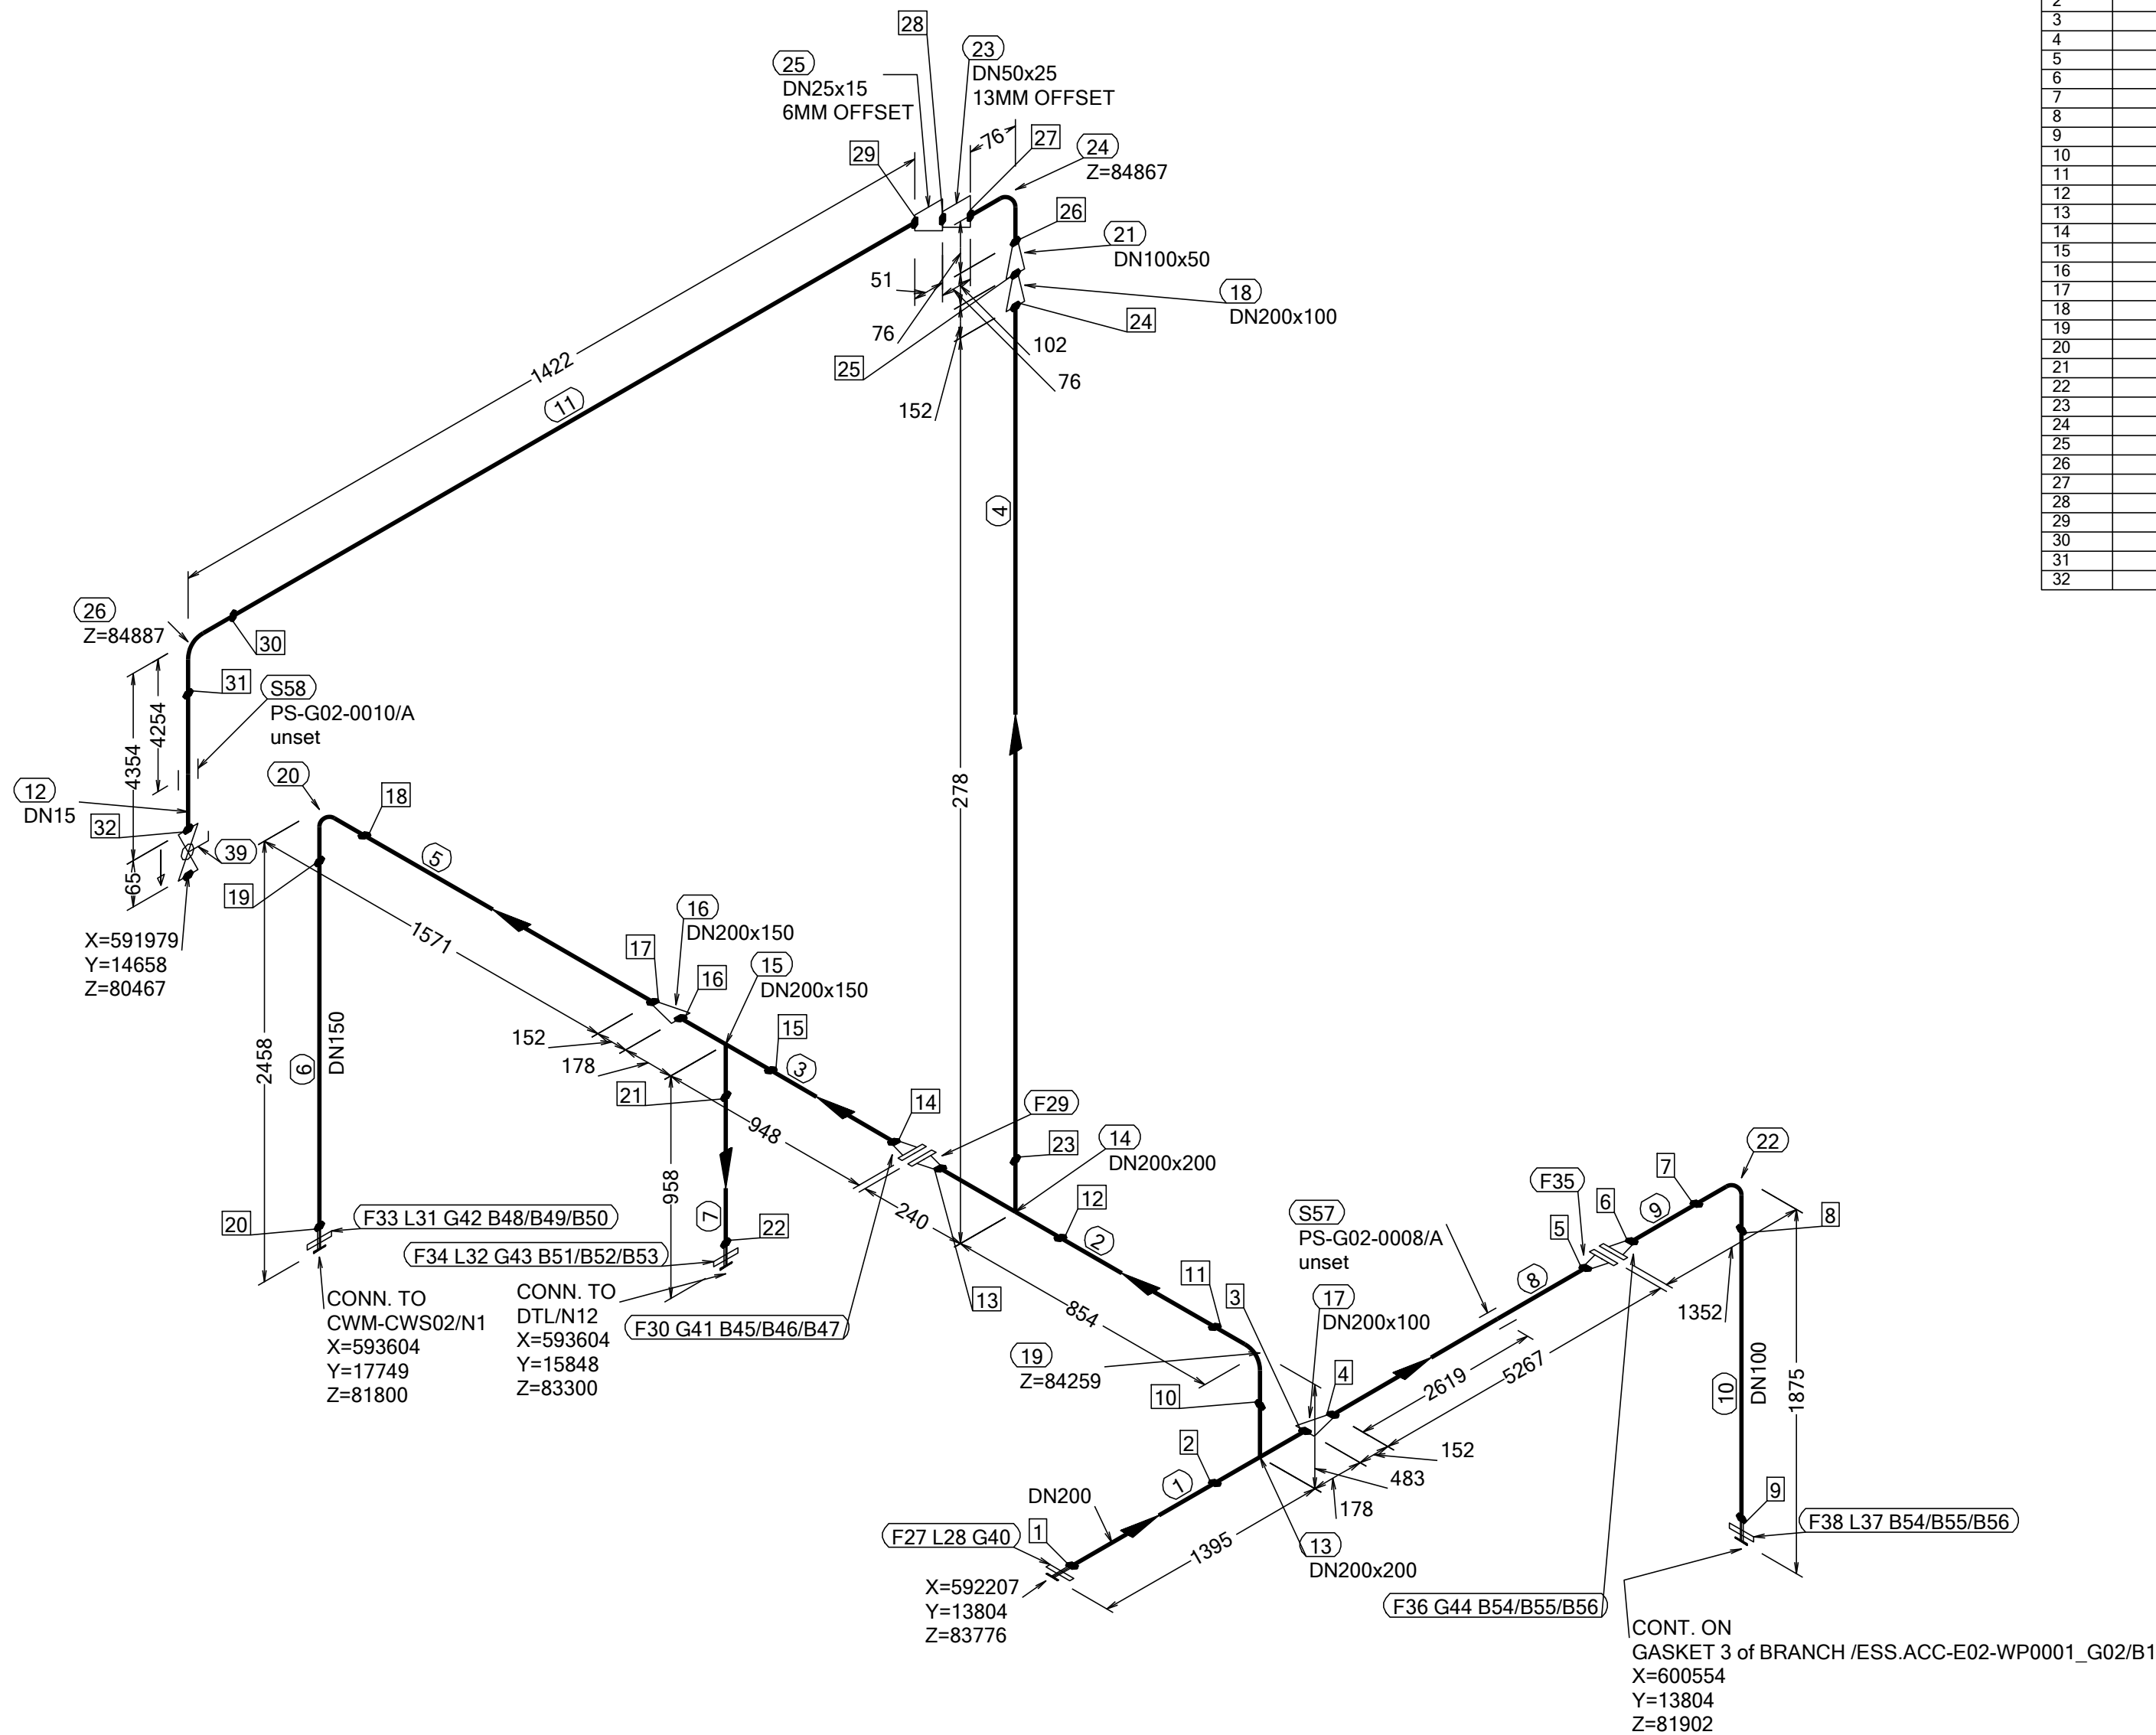 28
25
DN25x15
6MM OFFSET
23
DN50x25
13MM OFFSET
76
27
29
24
Z=84867
26
21
DN100x50
18
DN200x100
24
51
76
102
76
25
152
1422
11
4
278
26
Z=84887
30
31
S58
PS-G02-0010/A
unset
4254
4354
12
DN15
32
39
65
X=591979
Y=14658
Z=80467
20
18
5
19
1571
17
16
DN200x150
16
15
DN200x150
15
3
152
178
2458
6
DN150
21
948
958
7
14
F29
23
14
DN200x200
12
2
240
13
20
F33 L31 G42 B48/B49/B50
F34 L32 G43 B51/B52/B53
22
CONN. TO
CWM-CWS02/N1
X=593604
Y=17749
Z=81800
CONN. TO
DTL/N12
X=593604
Y=15848
Z=83300
F30 G41 B45/B46/B47
854
11
3
19
Z=84259
10
S57
PS-G02-0008/A
unset
17
DN200x100
4
F35
5
6
9
7
22
8
8
1352
2619
5267
152
483
178
10
DN100
1875
2
1
DN200
1
F27 L28 G40
1395
13
DN200x200
X=592207
Y=13804
Z=83776
9
F38 L37 B54/B55/B56
F36 G44 B54/B55/B56
CONT. ON
GASKET 3 of BRANCH /ESS.ACC-E02-WP0001_G02/B1
X=600554
Y=13804
Z=81902
2
3
4
5
6
7
8
9
10
11
12
13
14
15
16
17
18
19
20
21
22
23
24
25
26
27
28
29
30
31
32